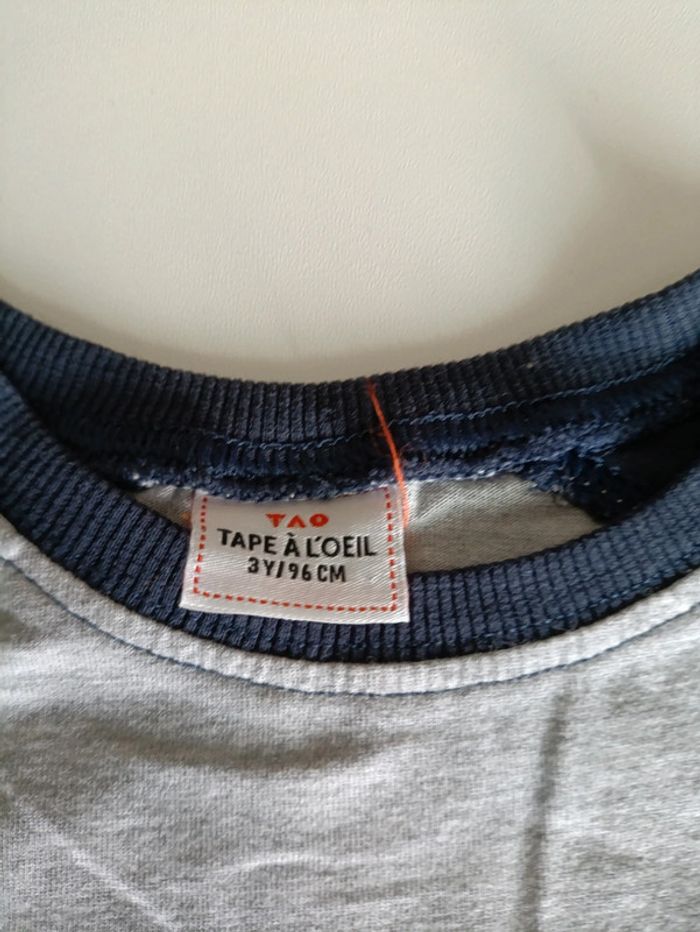 TAO
TAPE À L'OEIL
3Y/96CM